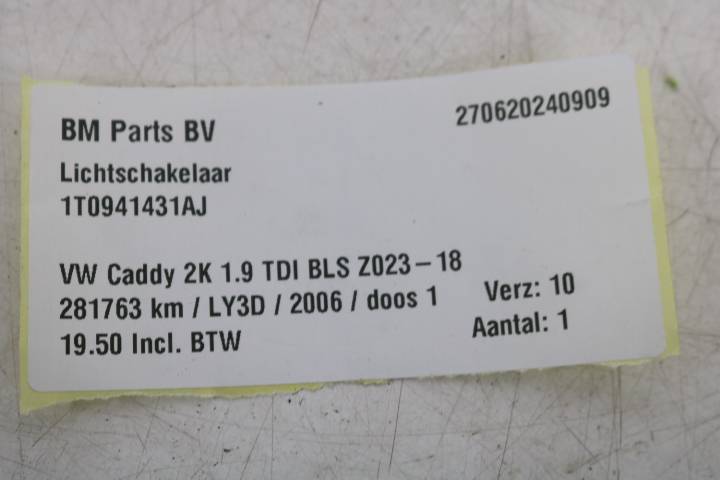 BM Parts BV
270620240909
Lichtschakelaar
1T0941431AJ
VW Caddy 2K 1.9 TDI BLS Z023-18
281763 km / LY3D / 2006 / doos 1
Verz: 10
19.50 Incl. BTW
Aantal: 1